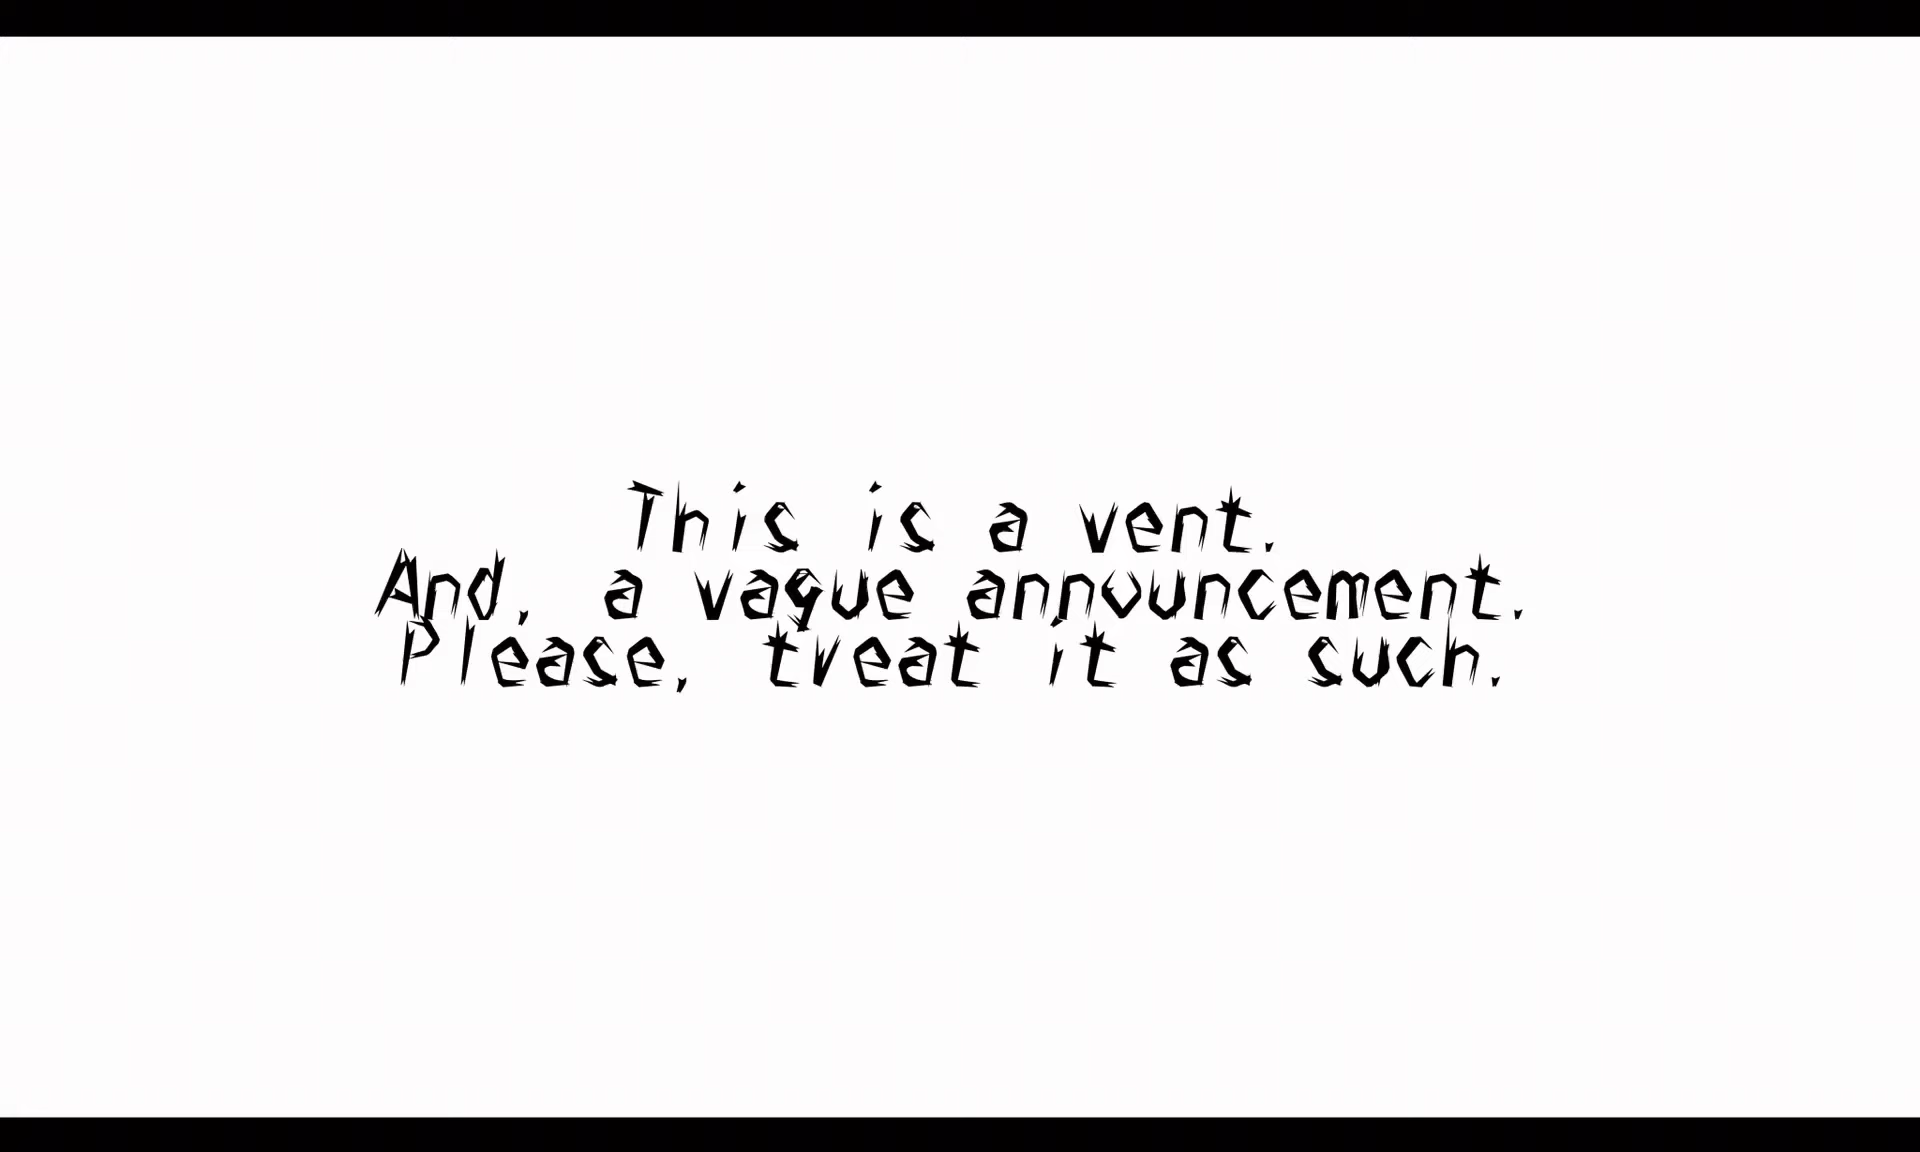 This is a vent.
And, a vague announcement.
Please, treat it as such.